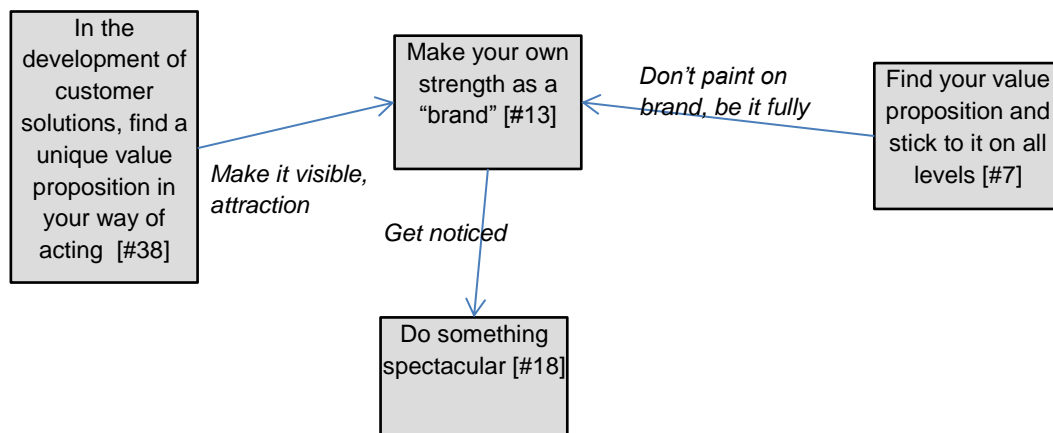 In the
development of
customer
solutions, find a
unique value
proposition in
your way of
acting [#38]
Make it visible,
attraction
Make your own
strength as a
“brand” [#13]
Get noticed
Do something
spectacular [#18]
Don’t paint on
brand, be it fully
Find your value
proposition and
stick to it on all
levels [#7]